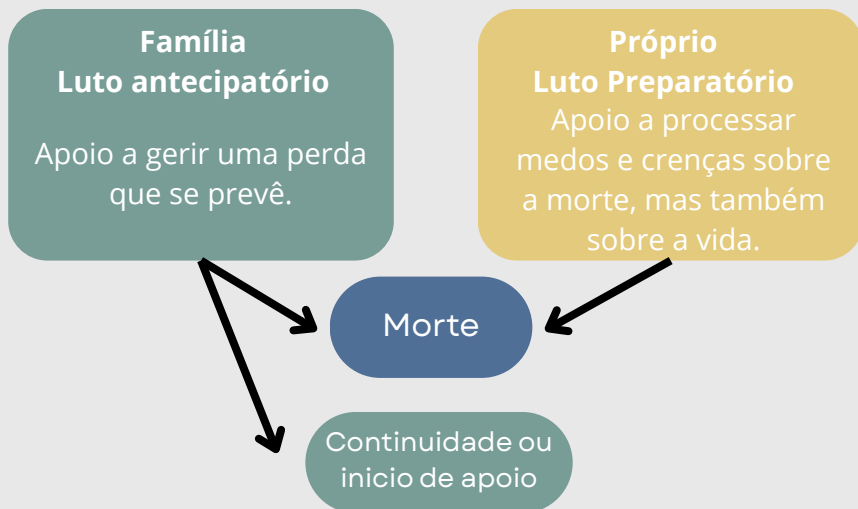 Família
Luto antecipatório
Apoio a gerir uma perda
que se prevê.
Próprio
Luto Preparatório
Apoio a processar
medos e crenças sobre
a morte, mas também
sobre a vida.
Morte
Continuidade ou
inicio de apoio